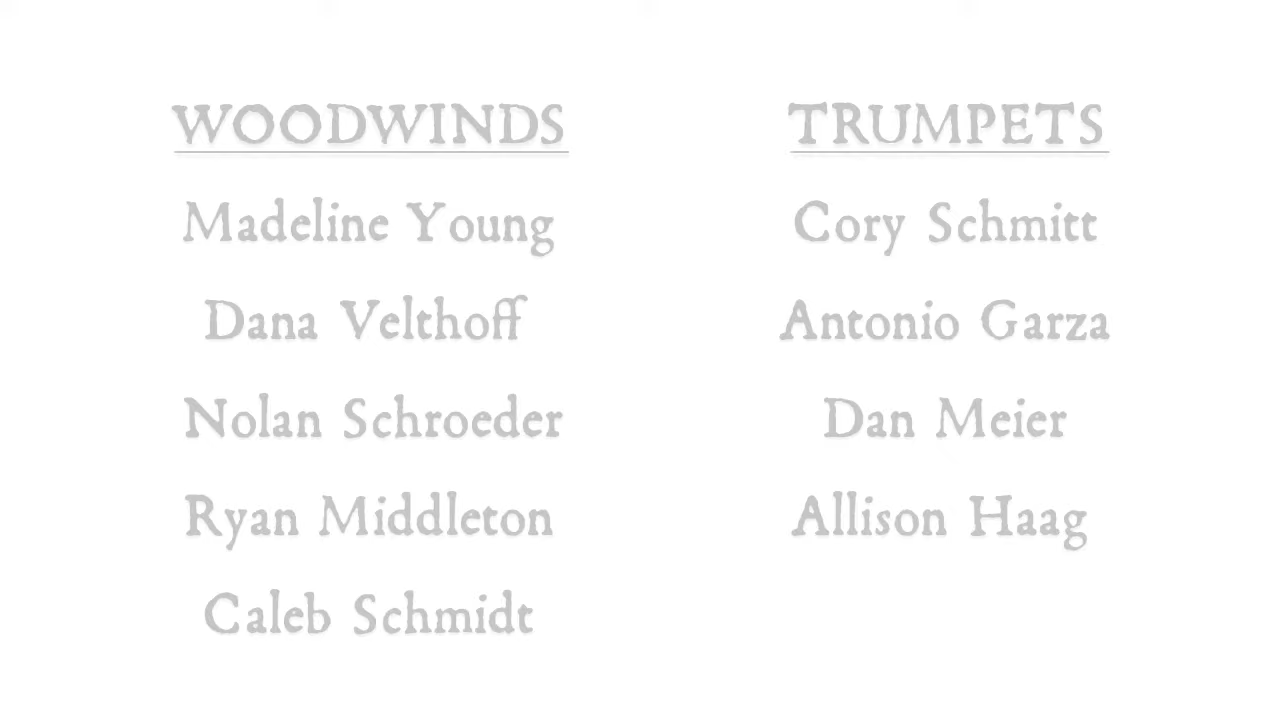 WOODWINDS
Madeline Young
Dana Velthoff
Nolan Schroeder
Ryan Middleton
Caleb Schmidt
TRUMPETS
Cory Schmitt
Antonio Garza
Dan Meier
Allison Haag